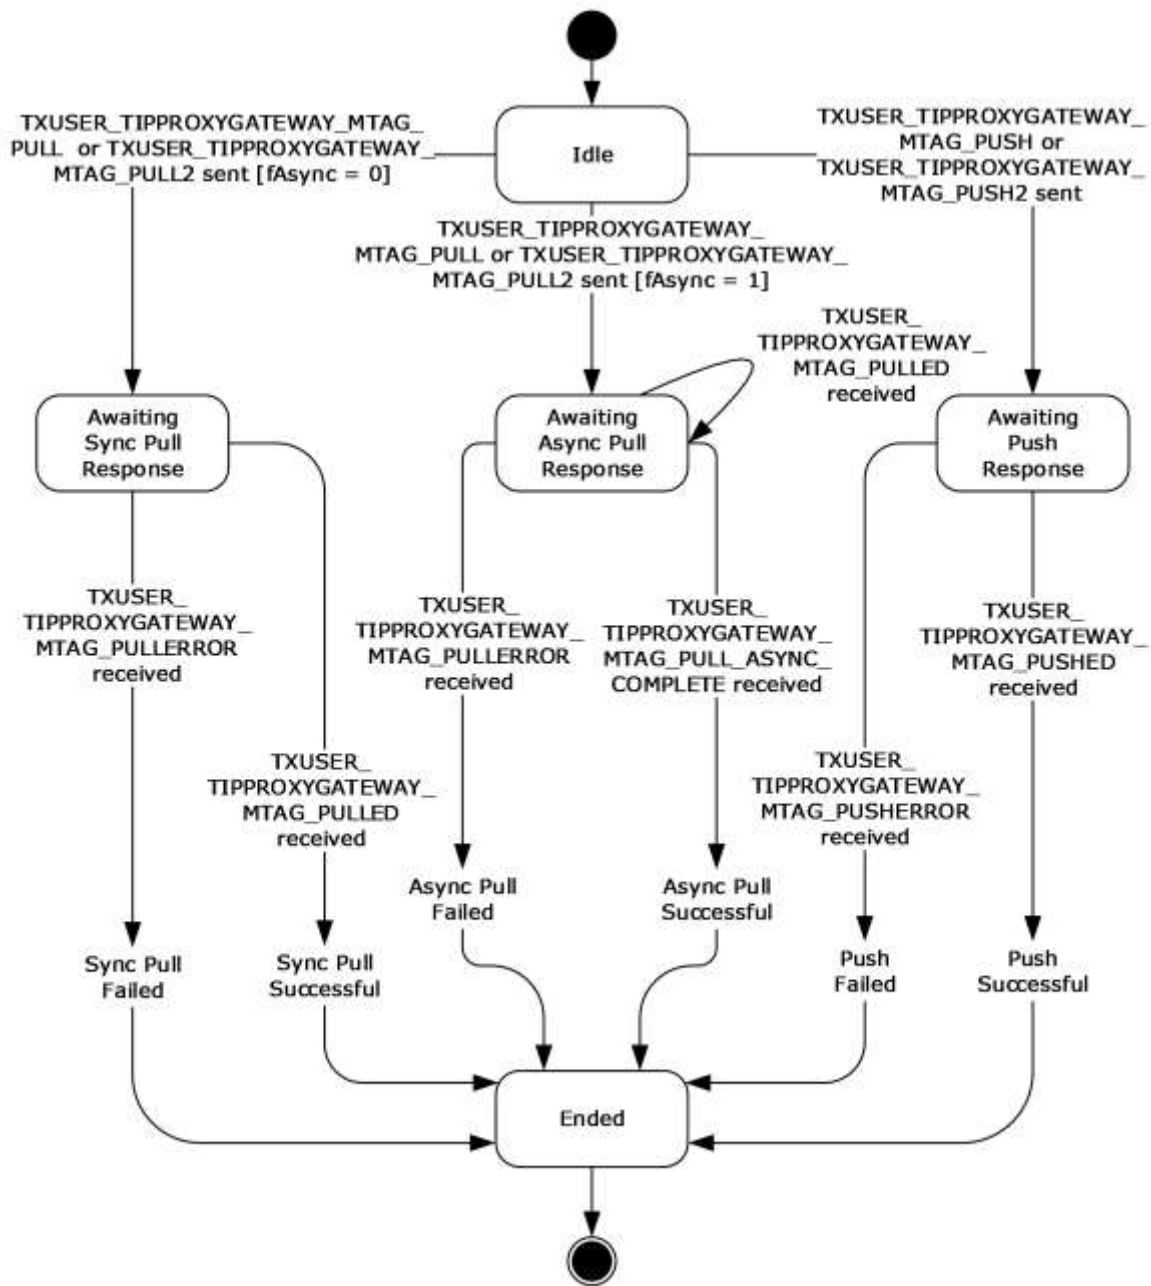 Idle
TXUSER_TIPPROXYGATEWAY_MTAG_
PULL or TXUSER_TIPPROXYGATEWAY_
MTAG_PULL2 sent [fAsync = 0]
TXUSER_TIPPROXYGATEWAY_
MTAG_PULL or TXUSER_TIPPROXYGATEWAY_
MTAG_PULL2 sent [fAsync = 1]
TXUSER_TIPPROXYGATEWAY_
MTAG_PUSH or
TXUSER_TIPPROXYGATEWAY_
MTAG_PUSH2 sent
TXUSER_
TIPPROXYGATEWAY_
MTAG_PULLED
received
Awaiting
Sync Pull
Response
Awaiting
Async Pull
Response
Awaiting
Push
Response
TXUSER_
TIPPROXYGATEWAY_
MTAG_PULLERROR
received
TXUSER_
TIPPROXYGATEWAY_
MTAG_PULLED
received
TXUSER_
TIPPROXYGATEWAY_
MTAG_PULLERROR
received
TXUSER_
TIPPROXYGATEWAY_
MTAG_PULL_ASYNC_
COMPLETE received
TXUSER_
TIPPROXYGATEWAY_
MTAG_PUSHERROR
received
TXUSER_
TIPPROXYGATEWAY_
MTAG_PUSHED
received
Sync Pull
Failed
Sync Pull
Successful
Async Pull
Failed
Async Pull
Successful
Push
Failed
Push
Successful
Ended